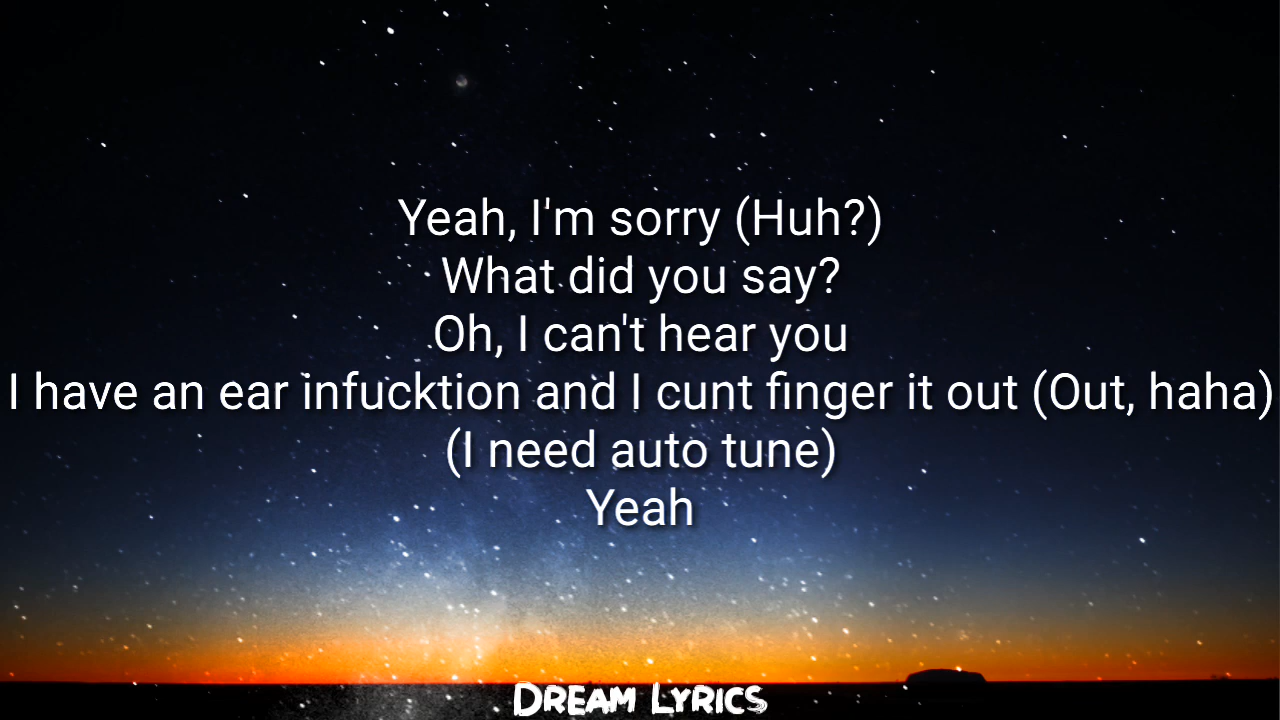 Yeah, I'm sorry (Huh?)
What did you say?
Oh, I can't hear you
I have an ear infucktion and I cunt finger it out (Out, haha)
(I need auto tune)
Yeah
DREAM LYRICS